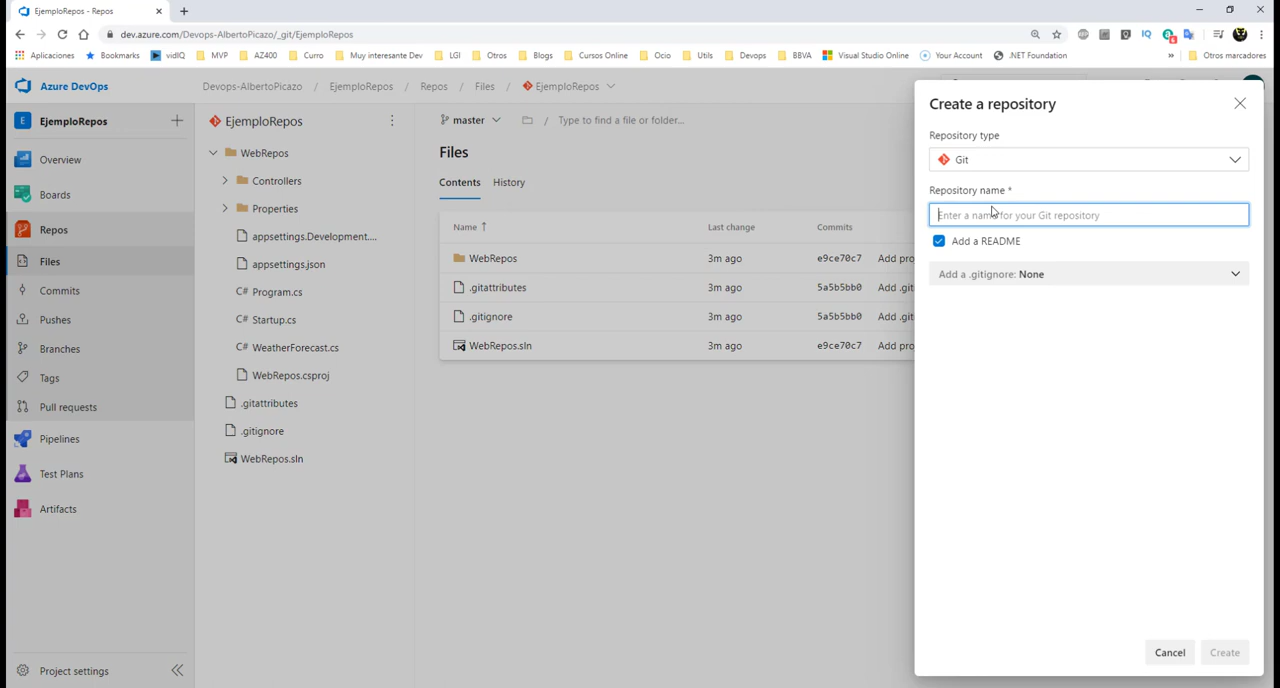 EjemploRepos - Repos
dev.azure.com/Devops-AlbertoPicazo/_git/EjemploRepos
Aplicaciones
Bookmarks
vidIQ
MVP
AZ400
Curro
Muy interesante Dev
LGI
Otros
Blogs
Cursos Online
Ocio
Utils
Devops
BBVA
Visual Studio Online
Your Account
.NET Foundation
»
Otros marcadores
Azure DevOps
Devops-AlbertoPicazo / EjemploRepos / Repos / Files / EjemploRepos
E EjemploRepos
Overview
Boards
Repos
Files
Commits
Pushes
Branches
Tags
Pull requests
Pipelines
Test Plans
Artifacts
Project settings
EjemploRepos
WebRepos
Controllers
Properties
appsettings.Development....
appsettings.json
C# Program.cs
C# Startup.cs
C# WeatherForecast.cs
WebRepos.csproj
.gitattributes
.gitignore
WebRepos.sln
master / Type to find a file or folder...
Files
Contents History
Name ↑ Last change Commits
WebRepos 3m ago e9ce70c7 Add pro
.gitattributes 3m ago 5a5b5bb0 Add .git
.gitignore 3m ago 5a5b5bb0 Add .git
WebRepos.sln 3m ago e9ce70c7 Add pro
Create a repository
Repository type
Git
Repository name *
Enter a name for your Git repository
Add a README
Add a .gitignore: None
Cancel Create